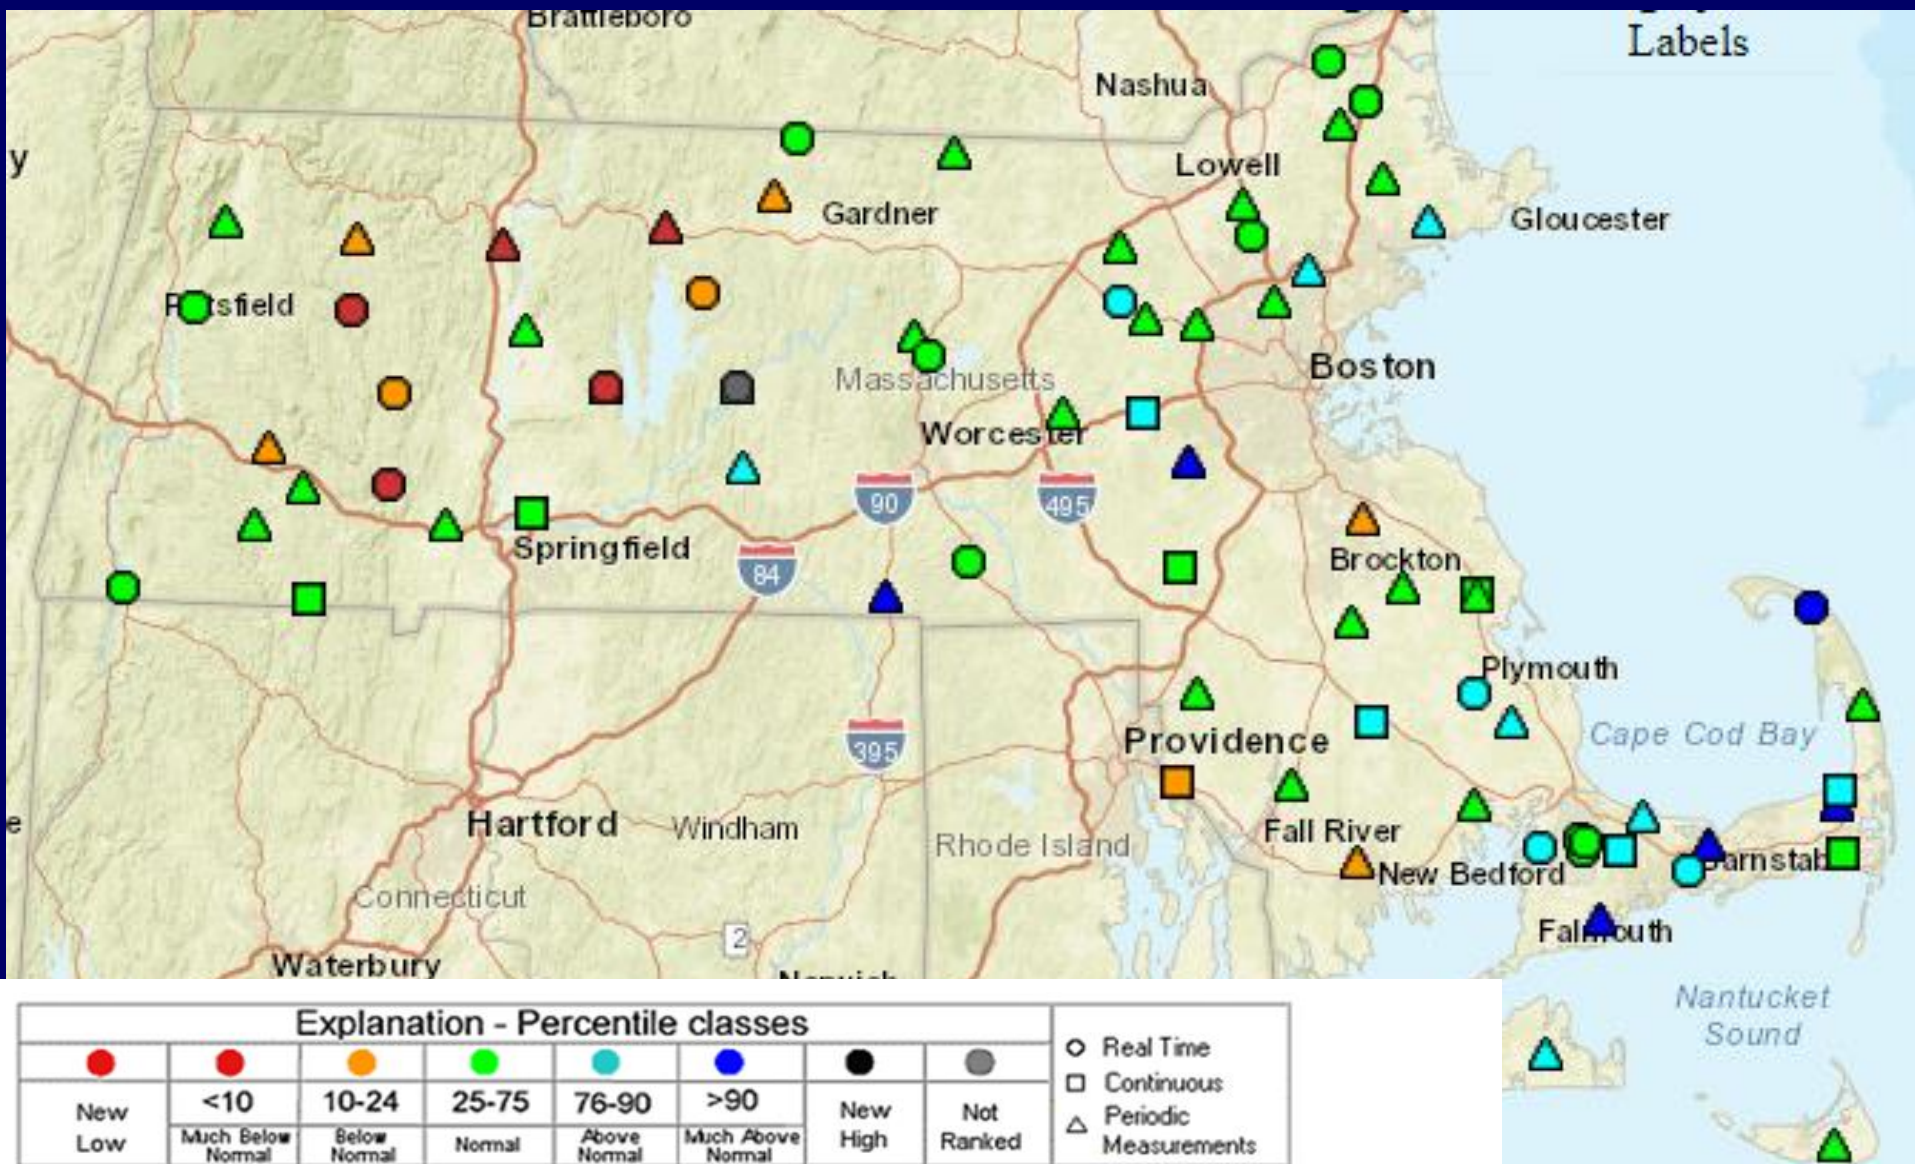 Brattleboro
Labels
Nashua
y
Lowell
Gardner
Gloucester
Pittsfield
Boston
Massachusetts
Worcester
90
495
Springfield
84
Brockton
Plymouth
Cape Cod Bay
Providence
395
Hartford
Windham
e
Fall River
Rhode Island
Barnstab
New Bedford
Connecticut
Falmouth
2
Waterbury
Norwich
Nantucket
Sound
Explanation - Percentile classes
New
Low
<10
Much Below
Normal
10-24
Below
Normal
25-75
Normal
76-90
Above
Normal
>90
Much Above
Normal
New
High
Not
Ranked
Real Time
Continuous
Periodic
Measurements